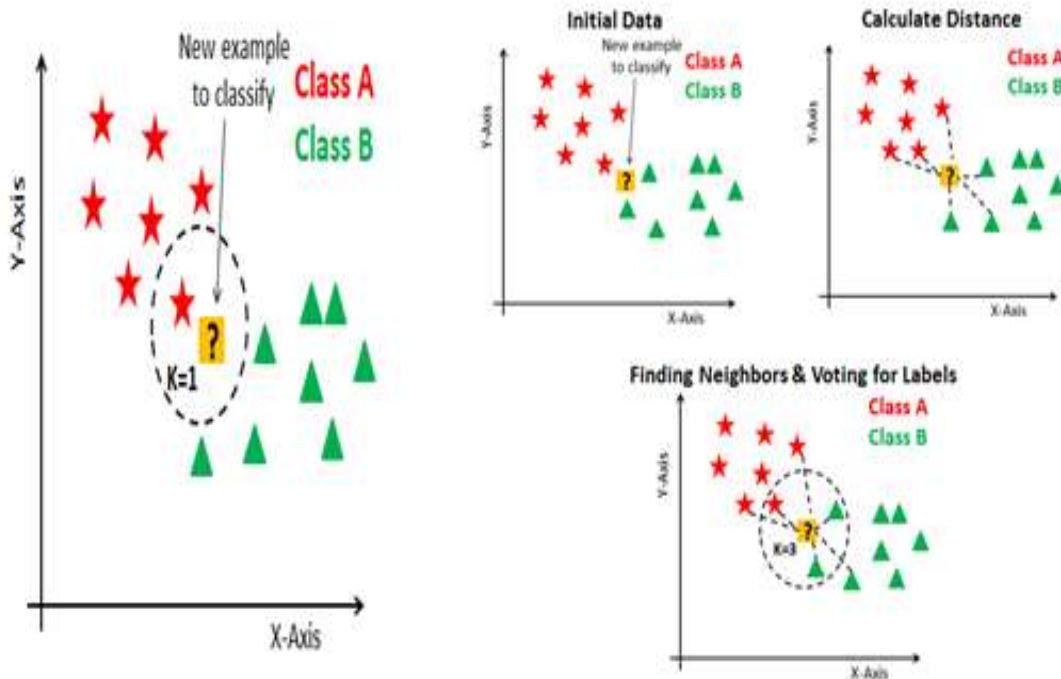 New example
to classify
Class A
Class B
?
K=1
Y-Axis
X-Axis
Initial Data
New example
to classify
Class A
Class B
?
Y-Axis
X-Axis
Calculate Distance
Class A
Class B
?
Y-Axis
X-Axis
Finding Neighbors & Voting for Labels
Class A
Class B
?
K=3
Y-Axis
X-Axis